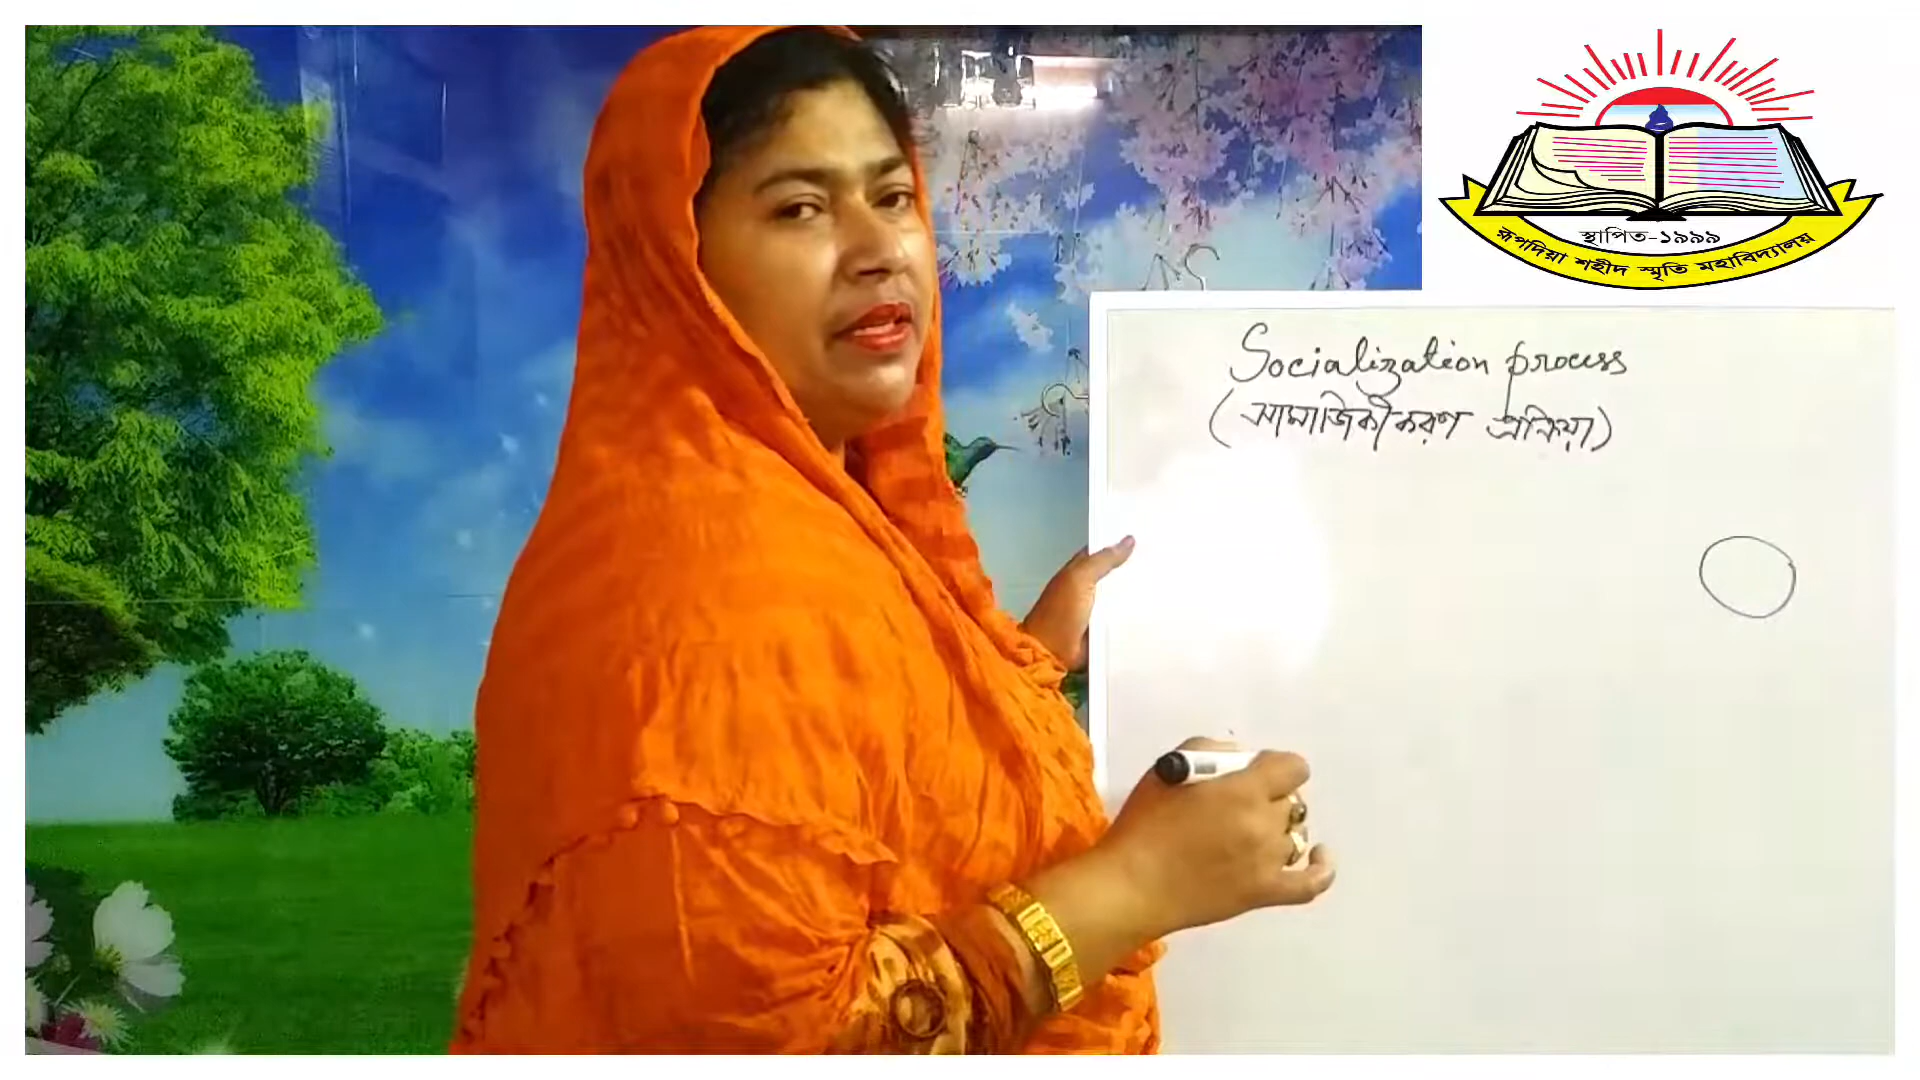 স্থাপিত-১৯৯৯
রূপদিয়া শহীদ স্মৃতি মহাবিদ্যালয়
Socialization process
(সামাজিকীকরণ প্রক্রিয়া)